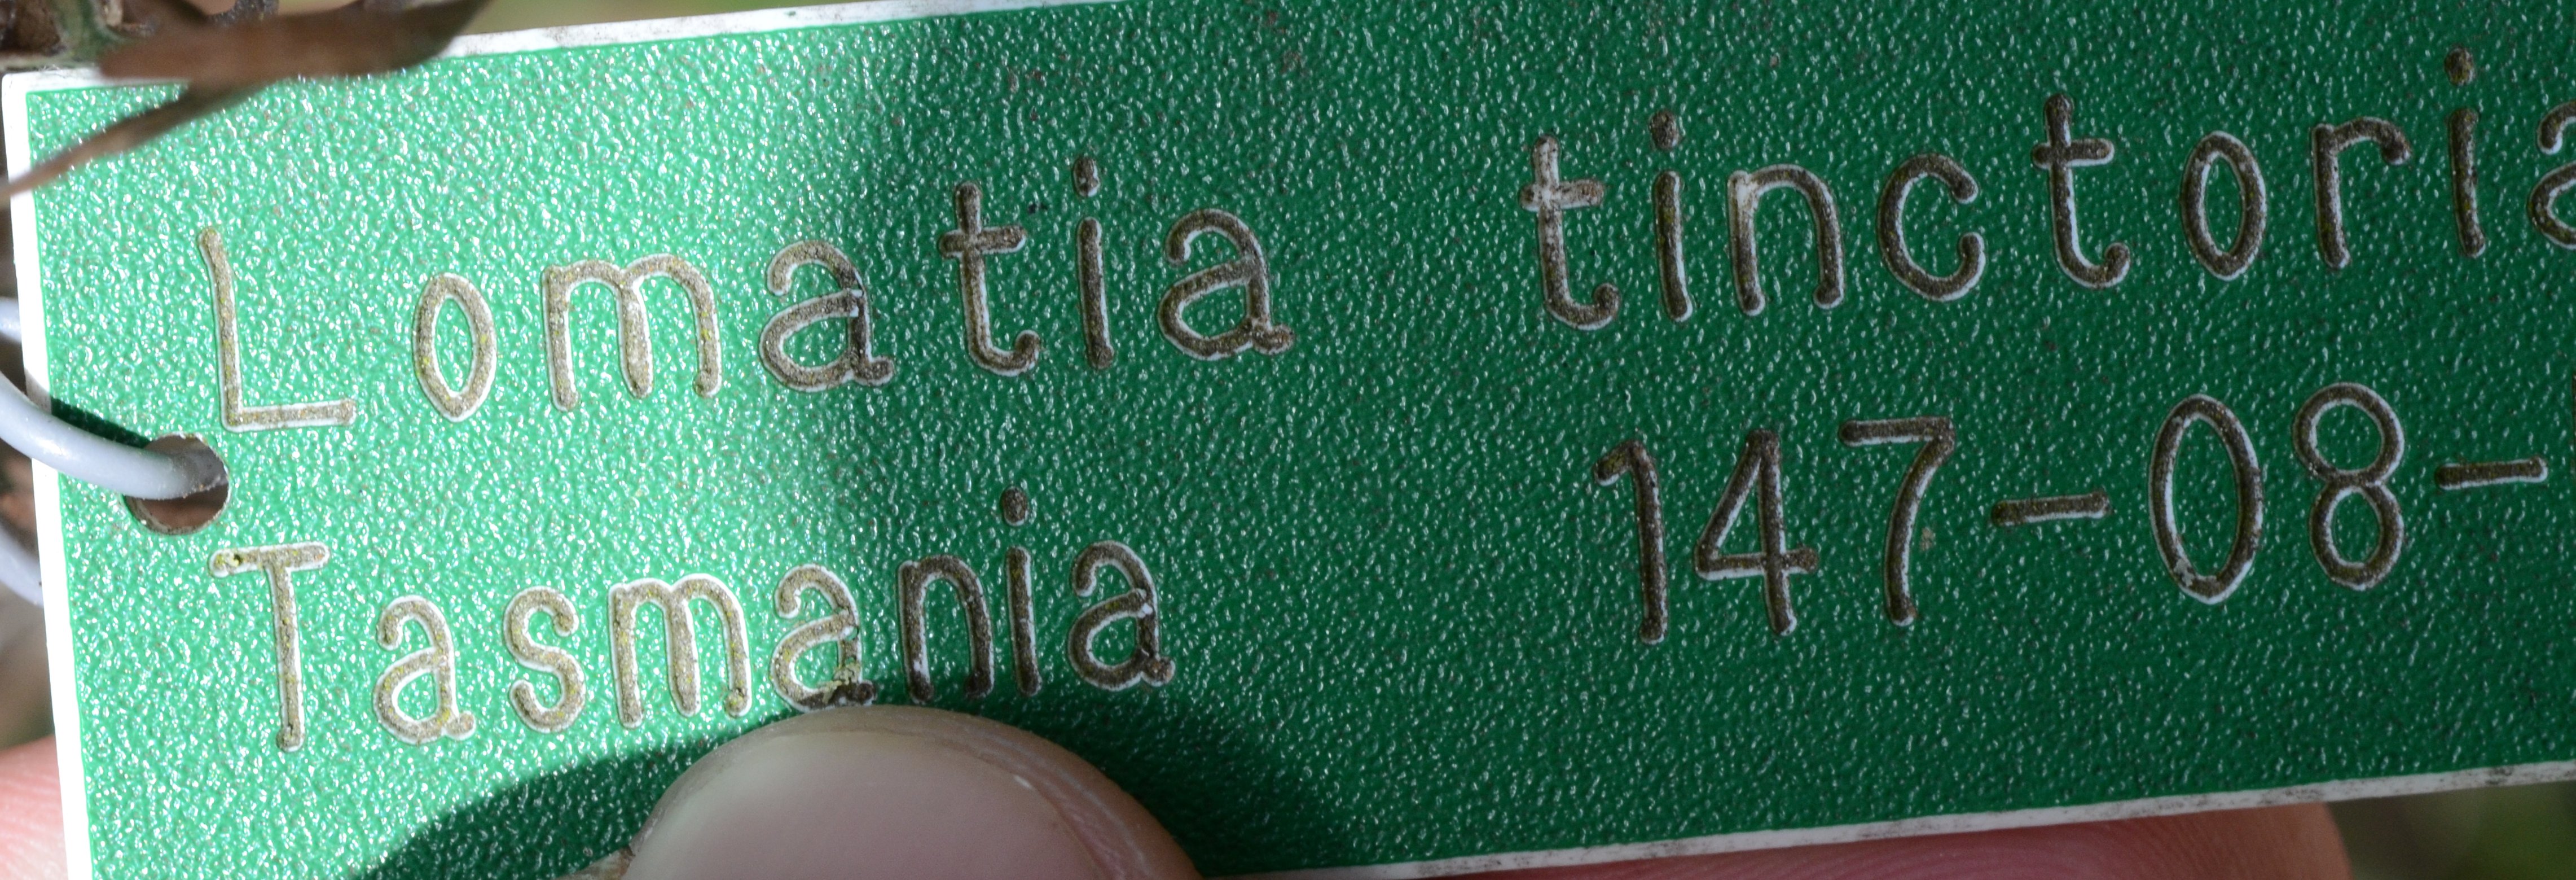 Lomatia tinctoria
Tasmania 147-08-